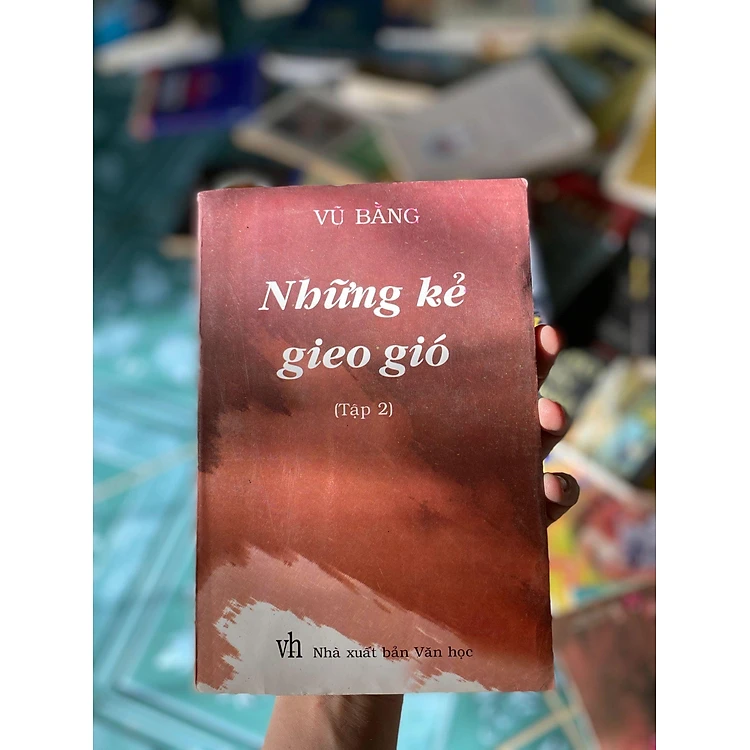 VŨ BẰNG
Những kẻ
gieo gió
(Tập 2)
vh Nhà xuất bản Văn học